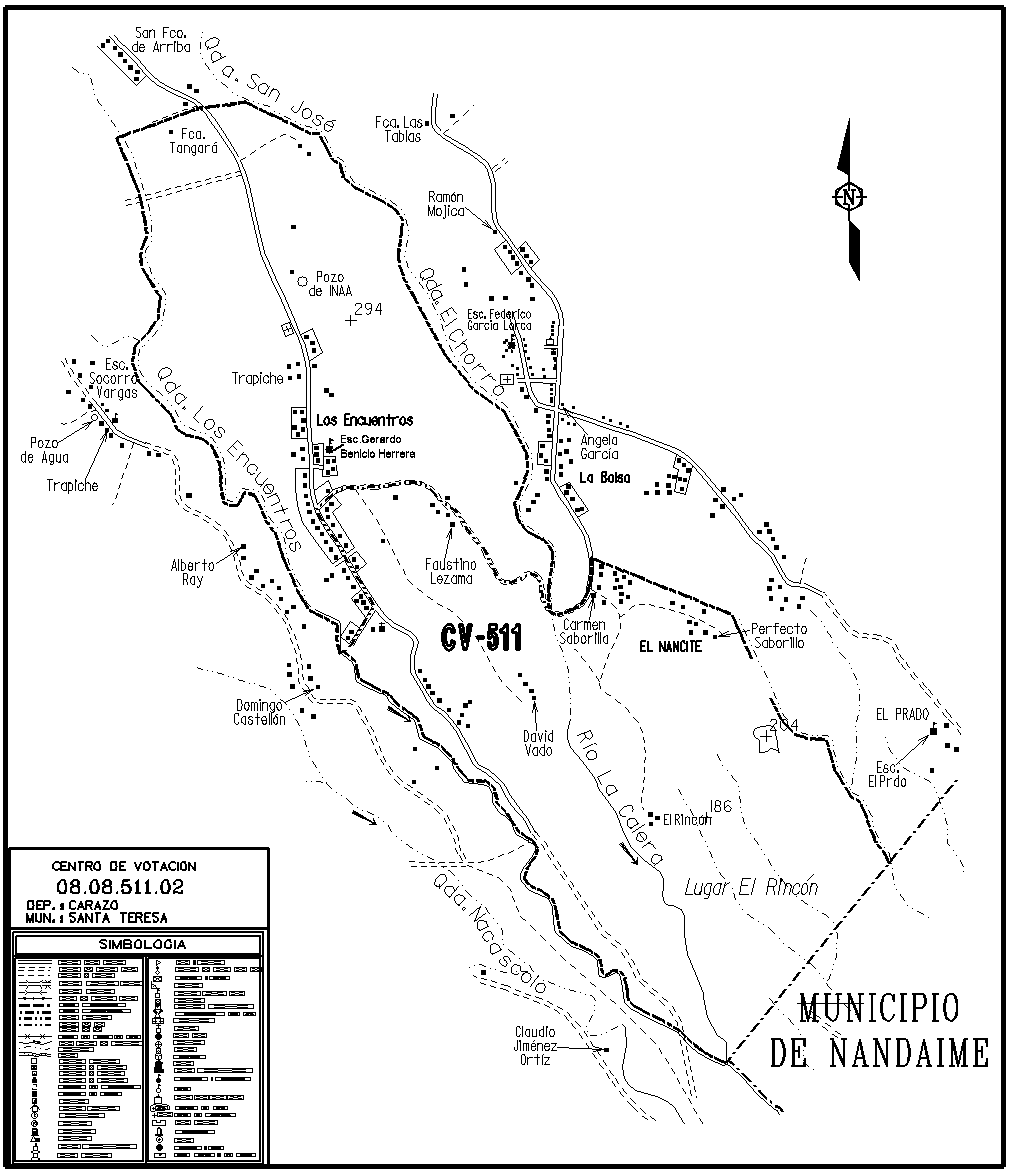 San Fco.
de Arriba
Qda. San José
Fca.
Tangará
Fca. Las
Tablas
Ramón
Mojica
N
Pozo
de INAA
294
Qda. El Chorro
Esc. Federico
García Lorca
Esc.
Socorro
Vargas
Trapiche
Qda. Los Encuentros
Los Encuentros
Esc. Gerardo
Benicio Herrera
Pozo
de Agua
Trapiche
Angela
García
La Bolsa
Alberto
Ray
Faustino
Lezama
CV-511
Carmen
Saborilla
EL NANCITE
Perfecto
Saborillo
Domingo
Castellón
David
Vado
204
EL PRADO
Esc.
El Prdo
Río La Calera
El Rincón
186
Lugar El Rincón
Qda. Nacascolo
Claudio
Jiménez
Ortíz
MUNICIPIO
DE NANDAIME
CENTRO DE VOTACION
08.08.511.02
DEP. : CARAZO
MUN. : SANTA TERESA
SIMBOLOGIA